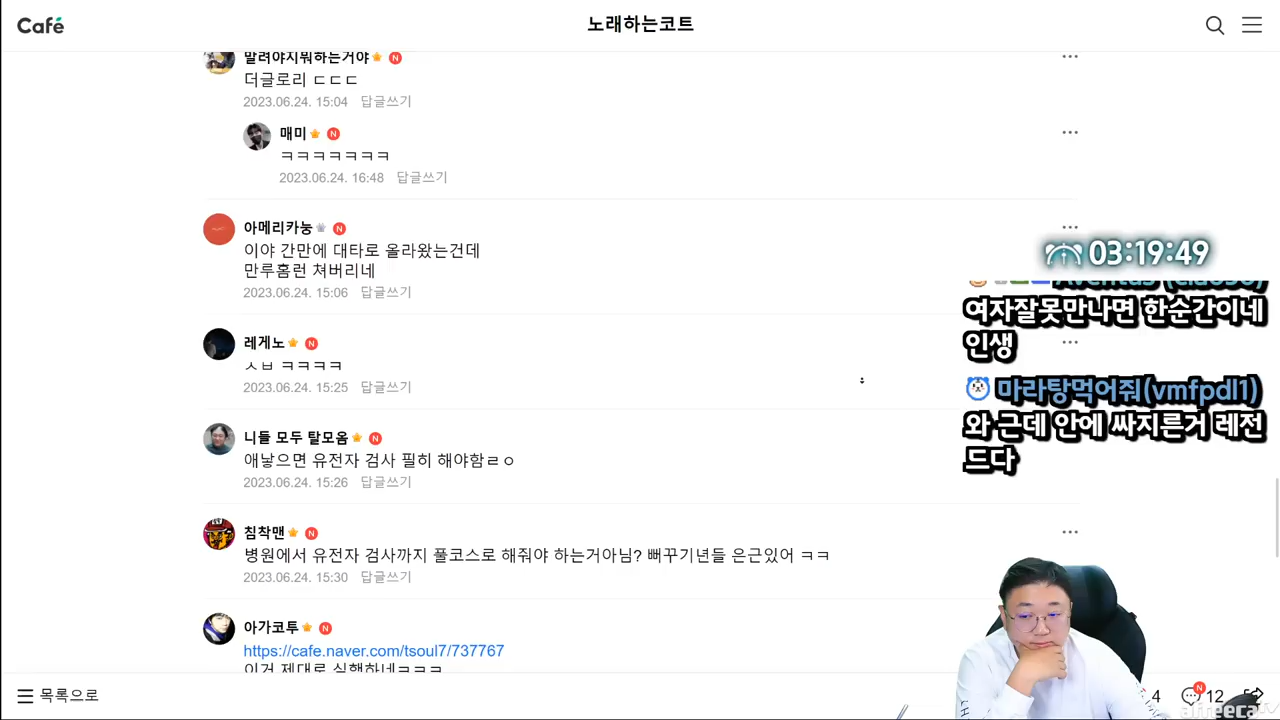 Café
노래하는코트
말려야지뭐하는거야 N
더글로리 ㄷㄷㄷ
2023.06.24. 15:04 답글쓰기
매미 N
ㅋㅋㅋㅋㅋㅋㅋ
2023.06.24. 16:48 답글쓰기
아메리카눙 N
이야 간만에 대타로 올라왔는건데
만루홈런 쳐버리네
2023.06.24. 15:06 답글쓰기
03:19:49
여자잘못만나면 한순간이네
인생
레게노 N
ㅅㅂ ㅋㅋㅋㅋ
2023.06.24. 15:25 답글쓰기
마라탕먹어줘(vmfpdl1)
와 근데 안에 싸지른거 레전
드다
니들 모두 탈모옴 N
애낳으면 유전자 검사 필히 해야함ㄹㅇ
2023.06.24. 15:26 답글쓰기
침착맨 N
병원에서 유전자 검사까지 풀코스로 해줘야 하는거아님? 뻐꾸기년들 은근있어 ㅋㅋ
2023.06.24. 15:30 답글쓰기
아가코투 N
https://cafe.naver.com/tsoul7/737767
이거 제대로 실행하네ㅋㅋㅋ
목록으로
4
N
12
afreecaTV